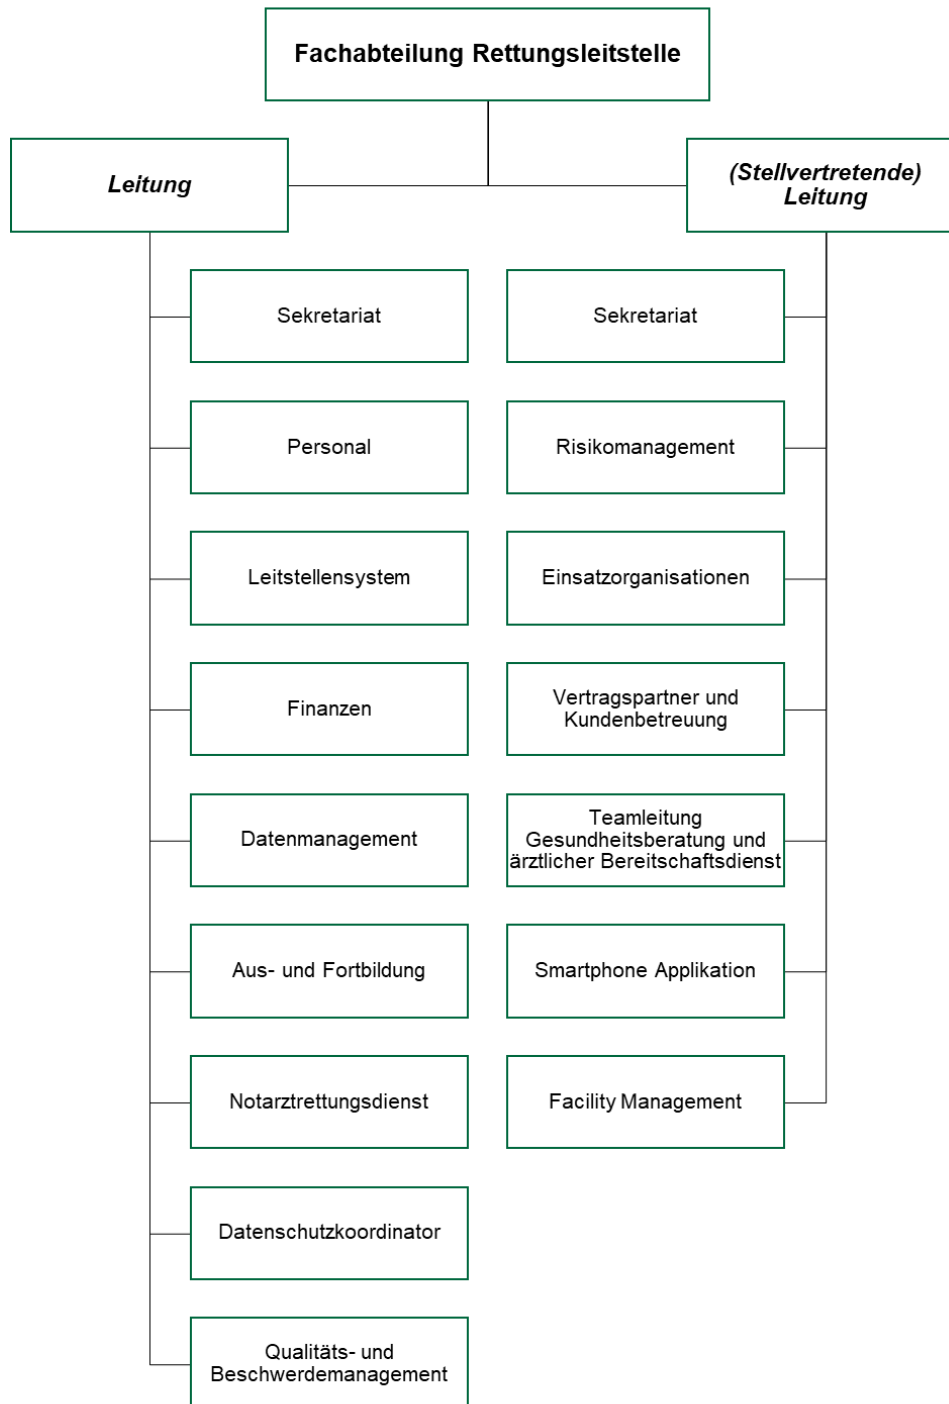 Fachabteilung Rettungsleitstelle
Leitung
(Stellvertretende)
Leitung
Sekretariat
Sekretariat
Personal
Risikomanagement
Leitstellensystem
Einsatzorganisationen
Finanzen
Vertragspartner und
Kundenbetreuung
Datenmanagement
Teamleitung
Gesundheitsberatung und
ärztlicher Bereitschaftsdienst
Aus- und Fortbildung
Smartphone Applikation
Notarztrettungsdienst
Facility Management
Datenschutzkoordinator
Qualitäts- und
Beschwerdemanagement